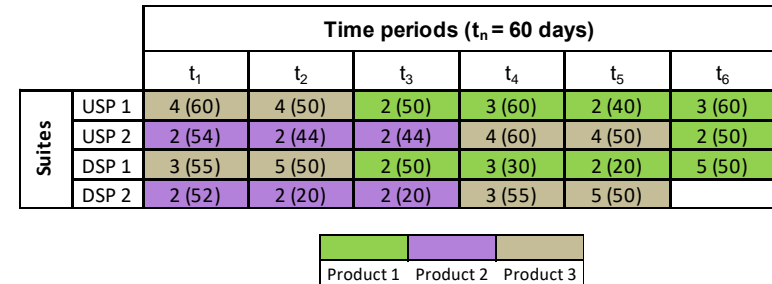 Time periods (tn = 60 days)
t1 t2 t3 t4 t5 t6
Suites
USP 1 4 (60) 4 (50) 2 (50) 3 (60) 2 (40) 3 (60)
USP 2 2 (54) 2 (44) 2 (44) 4 (60) 4 (50) 2 (50)
DSP 1 3 (55) 5 (50) 2 (50) 3 (30) 2 (20) 5 (50)
DSP 2 2 (52) 2 (20) 2 (20) 3 (55) 5 (50)
Product 1 Product 2 Product 3